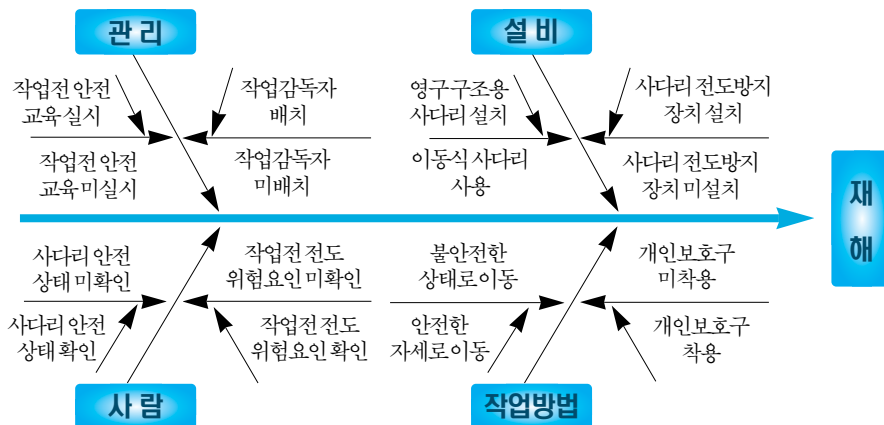 관 리
설 비
작업전 안전
교육 실시
작업감독자
배치
영구구조용
사다리 설치
사다리 전도방지
장치 설치
작업전 안전
교육 미실시
작업감독자
미배치
이동식 사다리
사용
사다리 전도방지
장치 미설치
재
해
사다리 안전
상태 미확인
작업전 전도
위험요인 미확인
불안전한
상태로 이동
개인보호구
미착용
사다리 안전
상태 확인
작업전 전도
위험요인 확인
안전한
자세로 이동
개인보호구
착용
사 람
작업방법